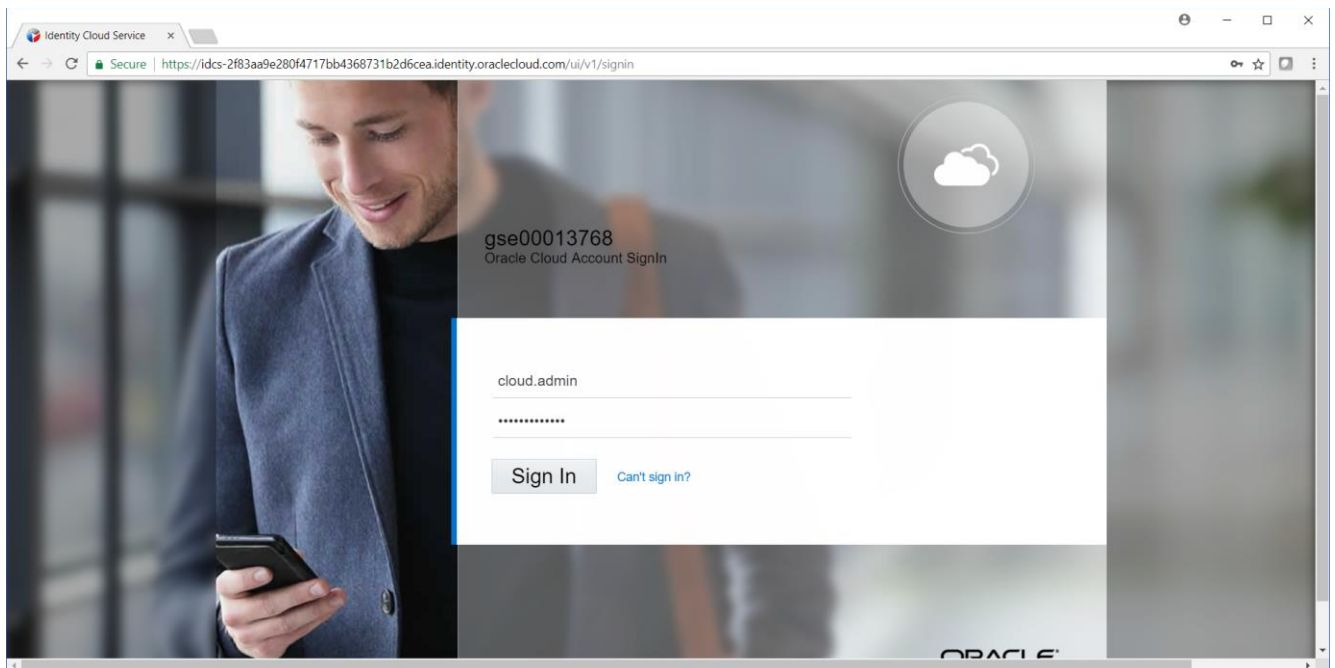 Identity Cloud Service
Secure | https://idcs-2f83aa9e280f4717bb4368731b2d6cea.identity.oraclecloud.com/ui/v1/signin
gse00013768
Oracle Cloud Account SignIn
cloud.admin
•••••••••••••
Sign In Can't sign in?
ORACLE